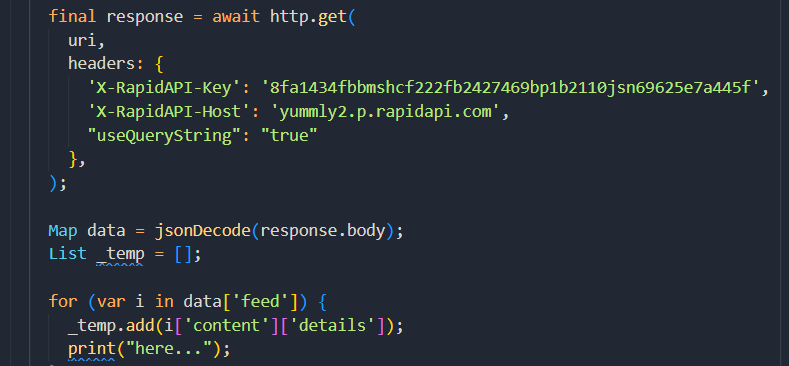 final response = await http.get(
uri,
headers: {
'X-RapidAPI-Key': '8fa1434fbbmshcf222fb2427469bp1b2110jsn69625e7a445f',
'X-RapidAPI-Host': 'yummly2.p.rapidapi.com',
"useQueryString": "true"
},
);
Map data = jsonDecode(response.body);
List _temp = [];
for (var i in data['feed']) {
_temp.add(i['content']['details']);
print("here...");